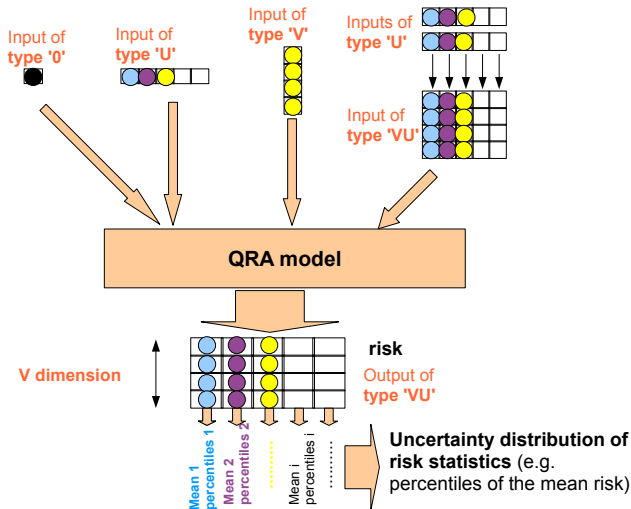 Input of
type '0'
Input of
type 'U'
Input of
type 'V'
Inputs of
type 'U'
Input of
type 'VU'
QRA model
V dimension
risk
Output of
type 'VU'
Mean 1
percentiles 1
Mean 2
percentiles 2
..........
Mean i
percentiles i
..........
Uncertainty distribution of
risk statistics (e.g.
percentiles of the mean risk)